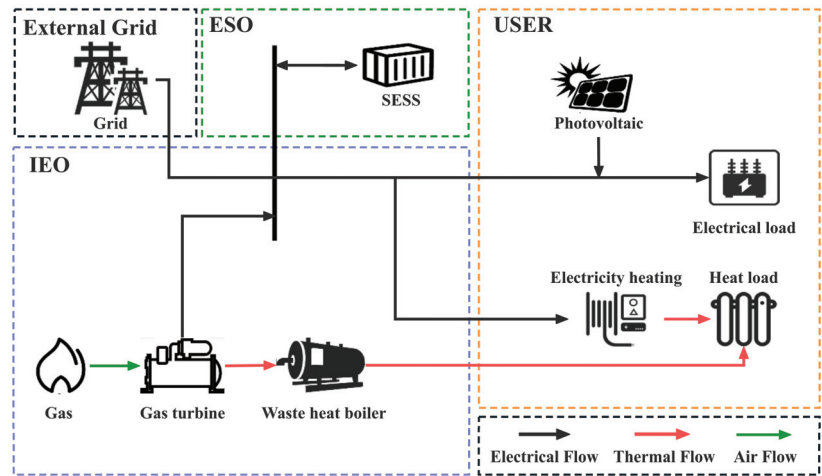 External Grid
ESO
USER
SESS
Grid
Photovoltaic
IEO
Electrical load
Electricity heating
Heat load
Gas
Gas turbine
Waste heat boiler
Electrical Flow
Thermal Flow
Air Flow